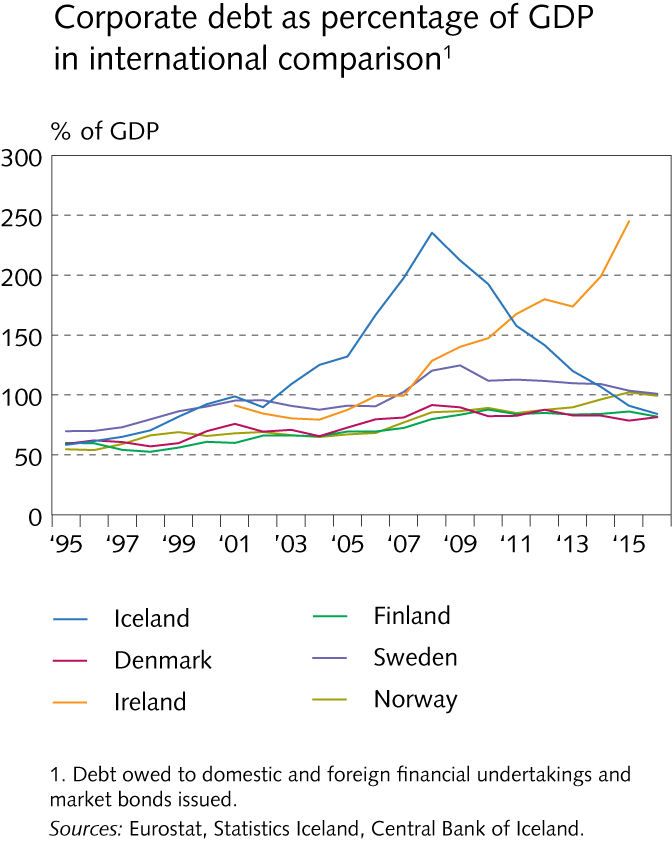 Corporate debt as percentage of GDP
in international comparison¹
% of GDP
300
250
200
150
100
50
0
‘95 ‘97 ‘99 ‘01 ’03 ‘05 ‘07 ‘09 ‘11 ‘13 ‘15
Iceland
Denmark
Ireland
Finland
Sweden
Norway
1. Debt owed to domestic and foreign financial undertakings and
market bonds issued.
Sources: Eurostat, Statistics Iceland, Central Bank of Iceland.